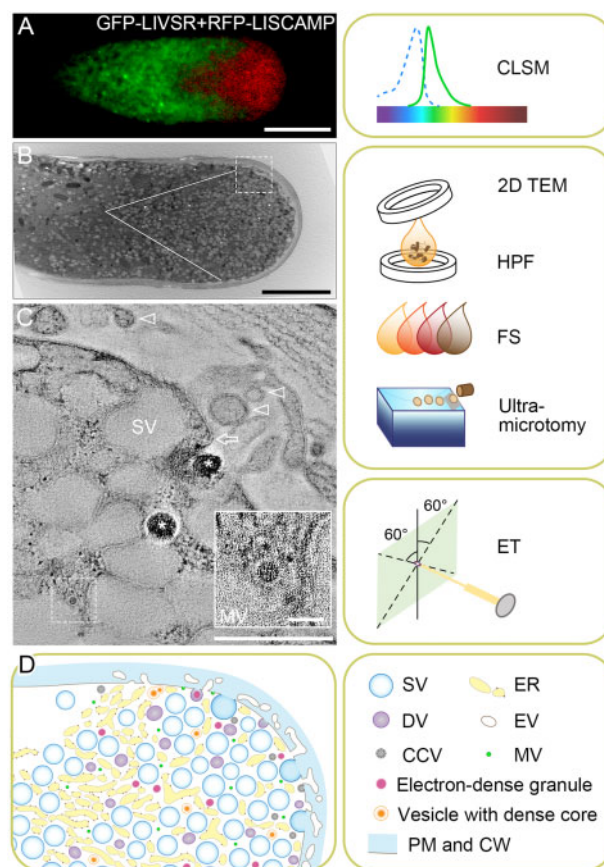 GFP-LIVSR+RFP-LISCAMP
A
CLSM
B
2D TEM
HPF
FS
Ultra-
microtomy
C
SV
MV
60°
60°
ET
D
SV
ER
DV
EV
CCV
MV
Electron-dense granule
Vesicle with dense core
PM and CW